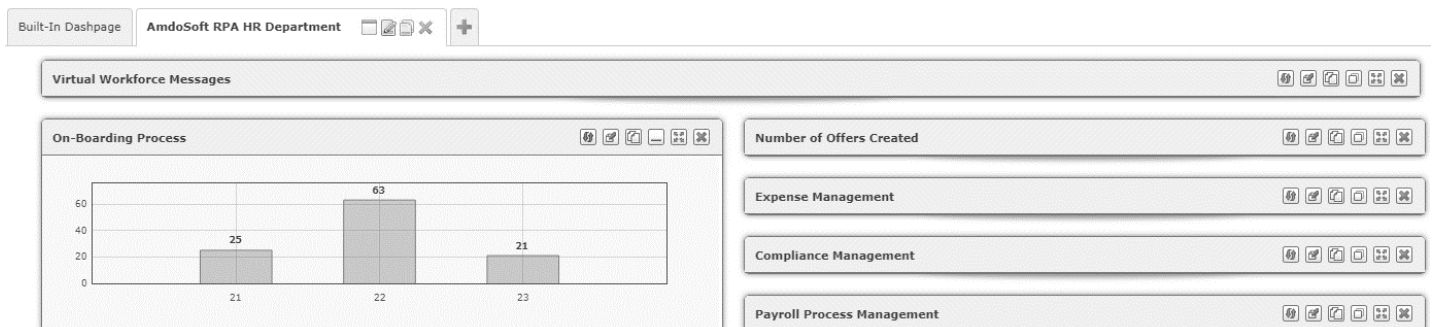 Built-In Dashpage AmdoSoft RPA HR Department
Virtual Workforce Messages
On-Boarding Process
63
60
40
25
21
20
0
21 22 23
Number of Offers Created
Expense Management
Compliance Management
Payroll Process Management